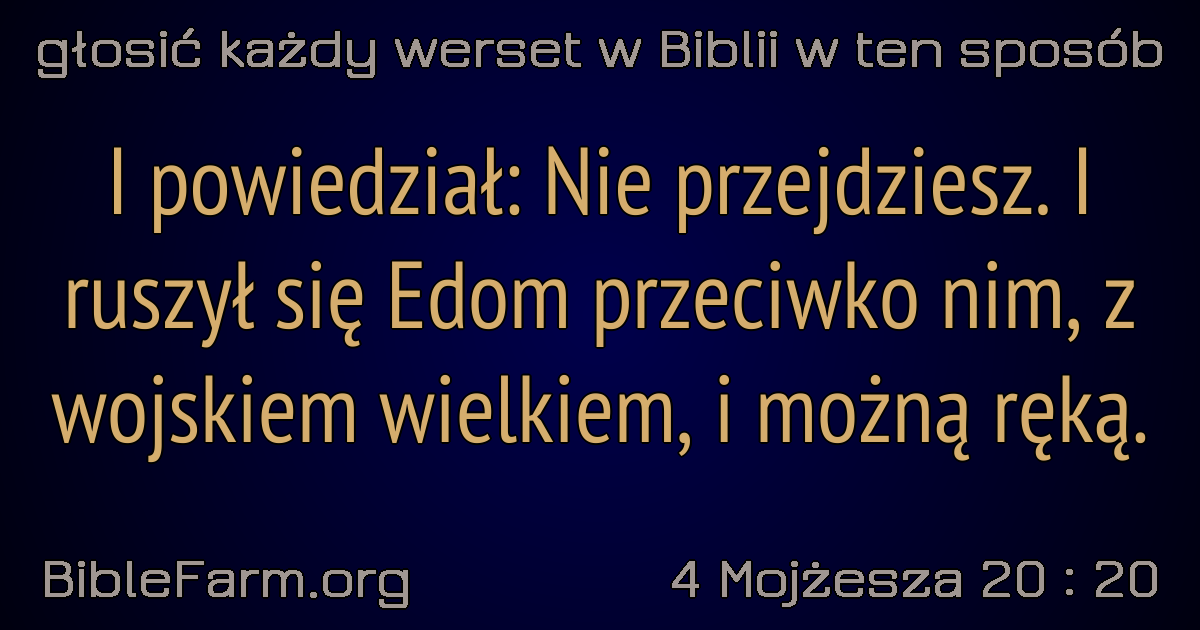 głosić każdy werset w Biblii w ten sposób
I powiedział: Nie przejdziesz. I
ruszył się Edom przeciwko nim, z
wojskiem wielkiem, i możną ręką.
BibleFarm.org
4 Mojżesza 20 : 20